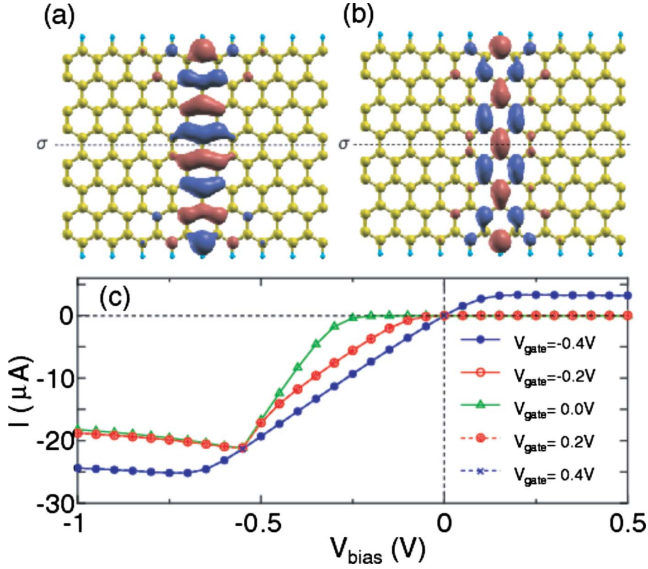 (a)
(b)
σ
σ
(c)
0
-10
-20
-30
I (μA)
-1
-0.5
0
0.5
V_bias (V)
V_gate=-0.4V
V_gate=-0.2V
V_gate= 0.0V
V_gate= 0.2V
V_gate= 0.4V